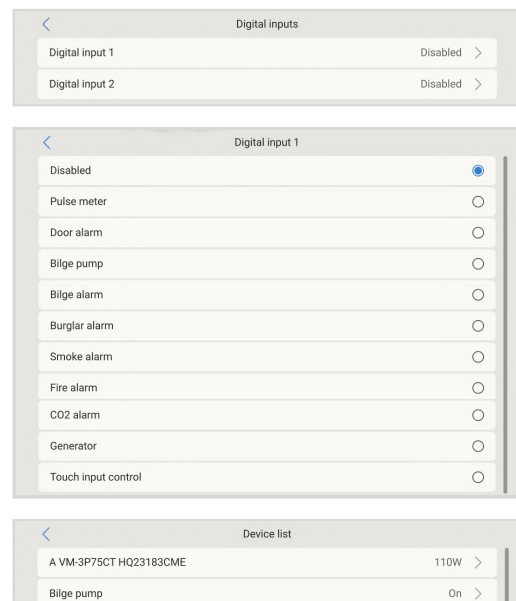 Digital inputs
Digital input 1 Disabled
Digital input 2 Disabled
Digital input 1
Disabled
Pulse meter
Door alarm
Bilge pump
Bilge alarm
Burglar alarm
Smoke alarm
Fire alarm
CO2 alarm
Generator
Touch input control
Device list
A VM-3P75CT HQ23183CME 110W
Bilge pump On